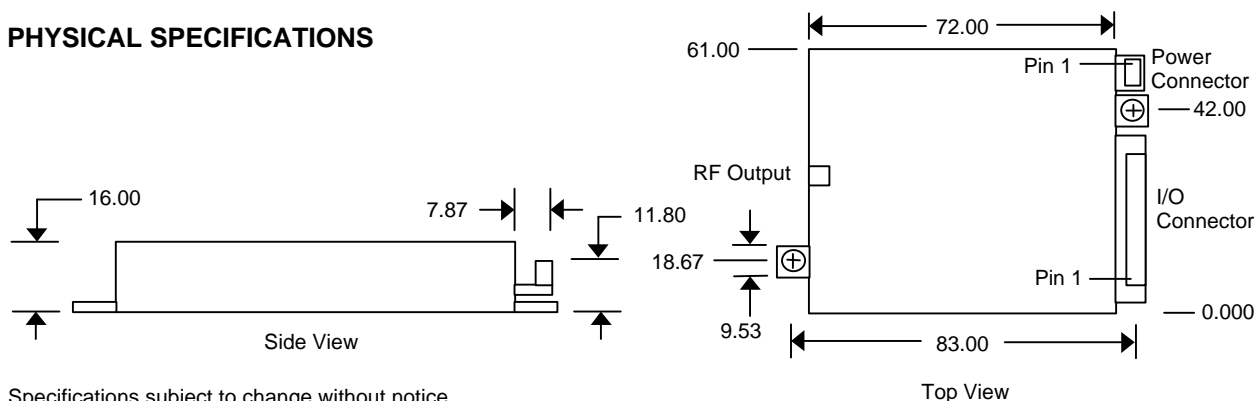 PHYSICAL SPECIFICATIONS
16.00
7.87
11.80
Side View
Specifications subject to change without notice
72.00
61.00
Pin 1
Power
Connector
42.00
RF Output
I/O
Connector
18.67
Pin 1
9.53
0.000
83.00
Top View